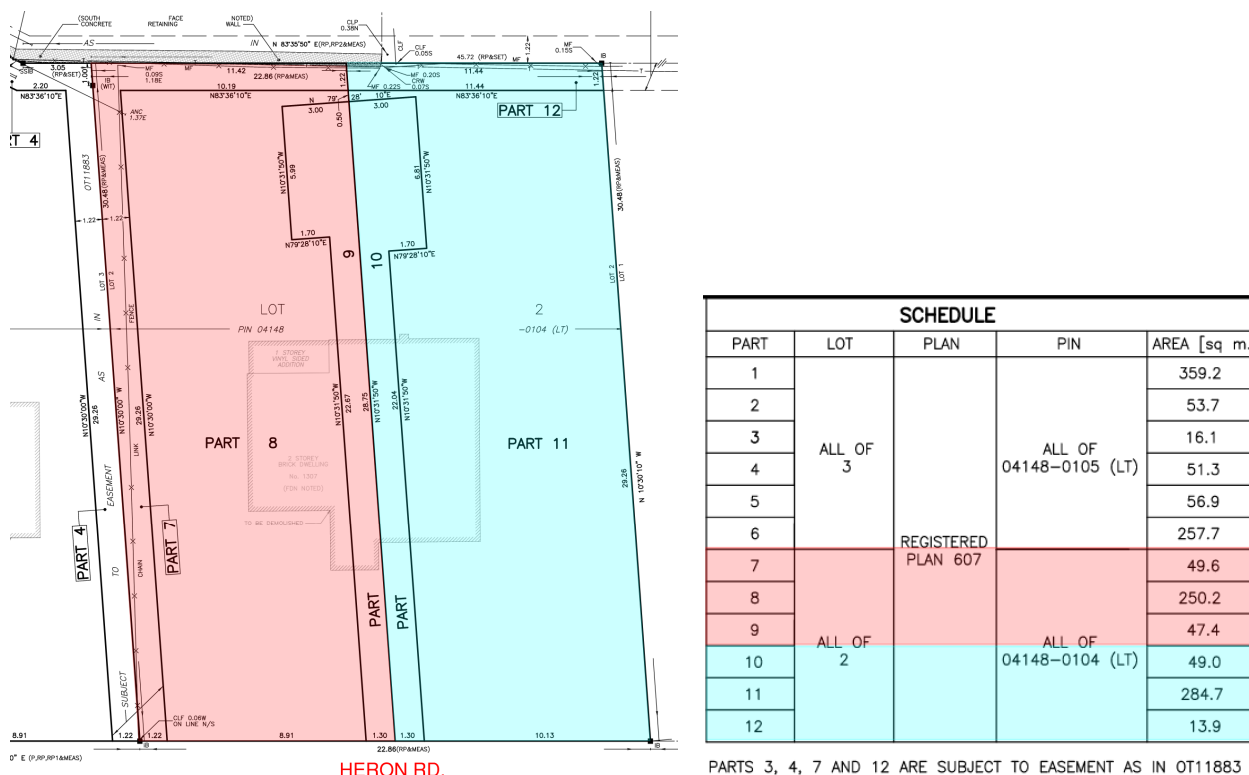 (SOUTH FACE NOTED)
CONCRETE RETAINING WALL
AS IN N 83°35'50" E(RP,RP2&MEAS)
CLP
0.38N
CLF
CLF
0.05S
1.22
MF
0.15S
45.72 (RP&SET)
SSIB
3.05
(RP&SET)
T
MF
MF
IB
1.00
IB
(WIT)
MF
0.09S
1.18E
11.42
22.86(RP&MEAS)
1.22
MF 0.20S
CRW
0.07S
MF 0.22S
11.44
T
T
1.22
2.20
N83°36'10"E
10.19
N83°36'10"E
11.44
N83°36'10"E
ANC
1.37E
N 79° 28' 10"E
3.00
3.00
0.50
PART 12
RT 4
OT11883
30.48(RP&MEAS)
N10°31'50"W
5.99
6.81
N10°31'50"W
30.48(RP&MEAS)
1.22
1.22
1.70
N79°28'10"E
1.70
N79°28'10"E
9
10
LOT 3
LOT 2
LOT 2
LOT 1
IN
FENCE
LOT
2
PIN 04148
-0104 (LT)
1 STOREY
VINYL SIDED
ADDITION
AS
N10°30'00"W
29.26
N10°30'00" W
29.26
N10°30'00"W
N10°31'50"W
22.67
28.75
N10°31'50"W
22.04
N10°31'50"W
LINK
PART 8
PART 11
2 STOREY
BRICK DWELLING
No. 1307
(FDN NOTED)
29.26
N 10°30'10" W
EASEMENT
TO BE DEMOLISHED
PART 4
PART 7
TO
CHAIN
PART
PART
SUBJECT
CLF 0.06W
ON LINE N/S
8.91
1.22
1.22
8.91
1.30
1.30
10.13
IB
IB
22.86(RP&MEAS)
0" E (P,RP,RP1&MEAS)
HERON RD.
SCHEDULE
PART LOT PLAN PIN AREA [sq m.
1 359.2
2 53.7
3 16.1
ALL OF
3
ALL OF
04148-0105 (LT)
4 51.3
5 56.9
6 257.7
REGISTERED
PLAN 607
7 49.6
8 250.2
9 47.4
ALL OF
2
ALL OF
04148-0104 (LT)
10 49.0
11 284.7
12 13.9
PARTS 3, 4, 7 AND 12 ARE SUBJECT TO EASEMENT AS IN OT11883